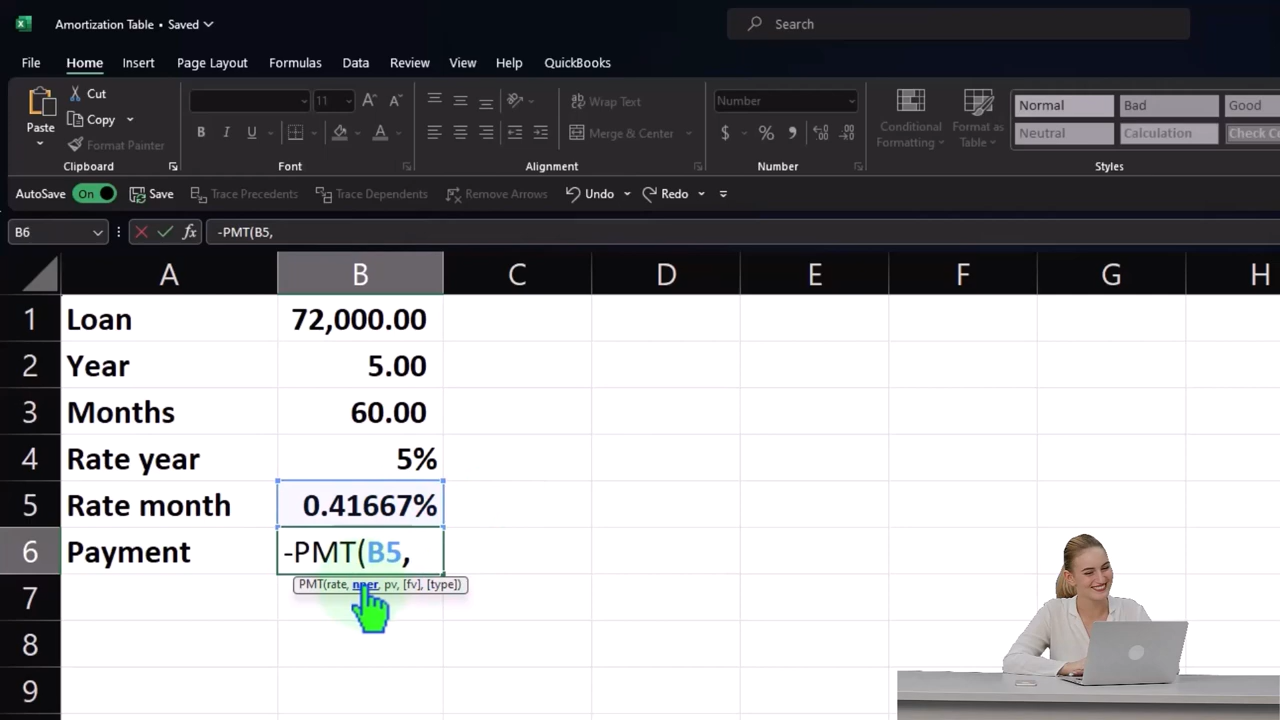 Amortization Table • Saved
Search
File Home Insert Page Layout Formulas Data Review View Help QuickBooks
Paste
Cut
Copy
Format Painter
Clipboard
11
A A
B I U
A
Font
ab Wrap Text
Merge & Center
Alignment
Number
$ % ,
Number
Conditional Formatting
Format as Table
Normal Bad Good
Neutral Calculation Check C
Styles
AutoSave On Save Trace Precedents Trace Dependents Remove Arrows Undo Redo
B6 fx -PMT(B5,
A B C D E F G H
1 Loan 72,000.00
2 Year 5.00
3 Months 60.00
4 Rate year 5%
5 Rate month 0.41667%
6 Payment -PMT(B5,
PMT(rate, nper, pv, [fv], [type])
7
8
9